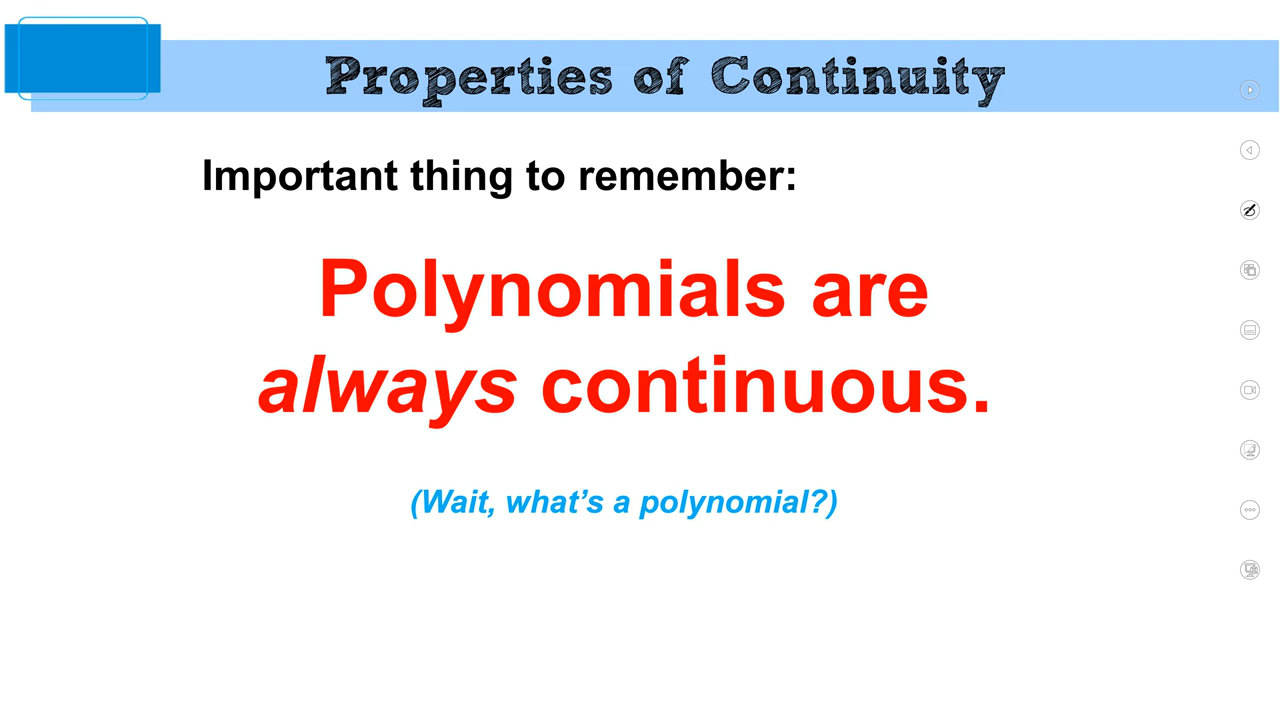 Properties of Continuity
Important thing to remember:
Polynomials are
always continuous.
(Wait, what’s a polynomial?)